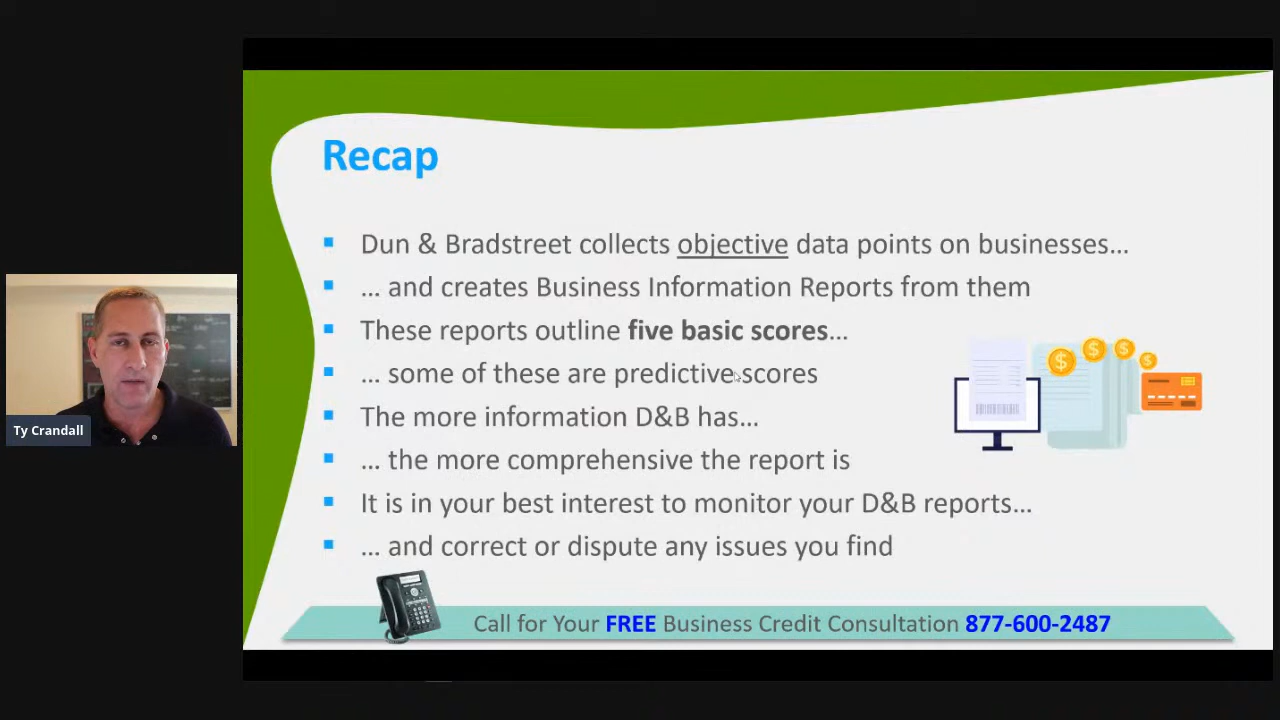 Recap
Dun & Bradstreet collects objective data points on businesses…
… and creates Business Information Reports from them
These reports outline five basic scores…
… some of these are predictive scores
The more information D&B has…
… the more comprehensive the report is
It is in your best interest to monitor your D&B reports…
… and correct or dispute any issues you find
Ty Crandall
Call for Your FREE Business Credit Consultation 877-600-2487